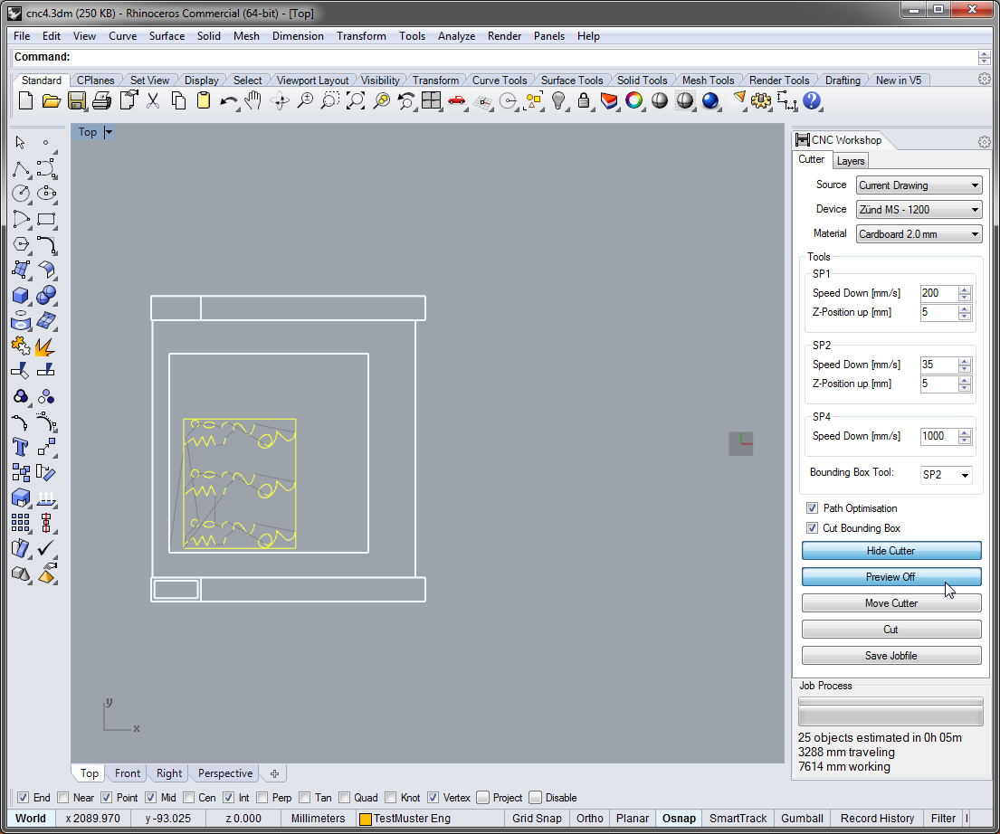 cnc4.3dm (250 KB) - Rhinoceros Commercial (64-bit) - [Top]
File Edit View Curve Surface Solid Mesh Dimension Transform Tools Analyze Render Panels Help
Command:
Standard CPlanes Set View Display Select Viewport Layout Visibility Transform Curve Tools Surface Tools Solid Tools Mesh Tools Render Tools Drafting New in V5
Top
CNC Workshop
Cutter Layers
Source Current Drawing
Device Zünd MS - 1200
Material Cardboard 2.0 mm
Tools
SP1
Speed Down [mm/s] 200
Z-Position up [mm] 5
SP2
Speed Down [mm/s] 35
Z-Position up [mm] 5
SP4
Speed Down [mm/s] 1000
Bounding Box Tool: SP2
Path Optimisation
Cut Bounding Box
Hide Cutter
Preview Off
Move Cutter
Cut
Save Jobfile
Job Process
25 objects estimated in 0h 05m
3288 mm traveling
7614 mm working
y
x
Top Front Right Perspective
End Near Point Mid Cen Int Perp Tan Quad Knot Vertex Project Disable
World x 2089.970 y -93.025 z 0.000 Millimeters TestMuster Eng Grid Snap Ortho Planar Osnap SmartTrack Gumball Record History Filter